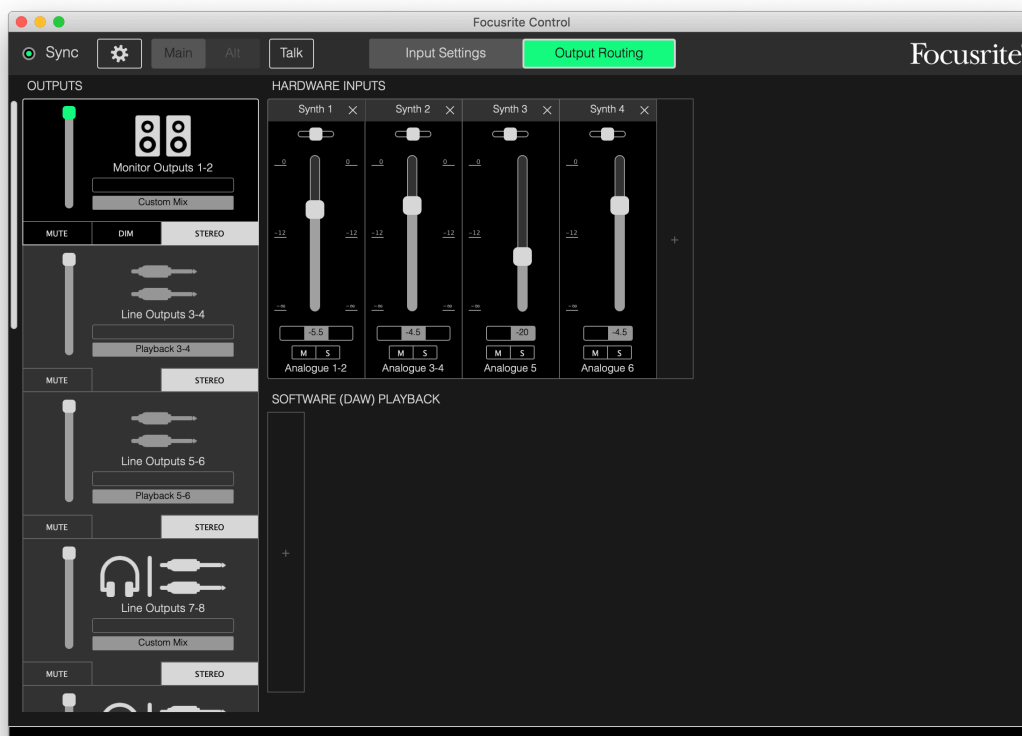 Focusrite Control
Sync Main Alt Talk Input Settings Output Routing Focusrite
OUTPUTS
Monitor Outputs 1-2
Custom Mix
MUTE DIM STEREO
Line Outputs 3-4
Playback 3-4
MUTE STEREO
Line Outputs 5-6
Playback 5-6
MUTE STEREO
Line Outputs 7-8
Custom Mix
MUTE STEREO
HARDWARE INPUTS
Synth 1 Synth 2 Synth 3 Synth 4
0 0 0 0 0 0
-12 -12 -12 -12 -12 -12
-∞ -∞ -∞ -∞ -∞ -∞
-5.5 -4.5 -20 -4.5
M S M S M S M S
Analogue 1-2 Analogue 3-4 Analogue 5 Analogue 6
+
SOFTWARE (DAW) PLAYBACK
+